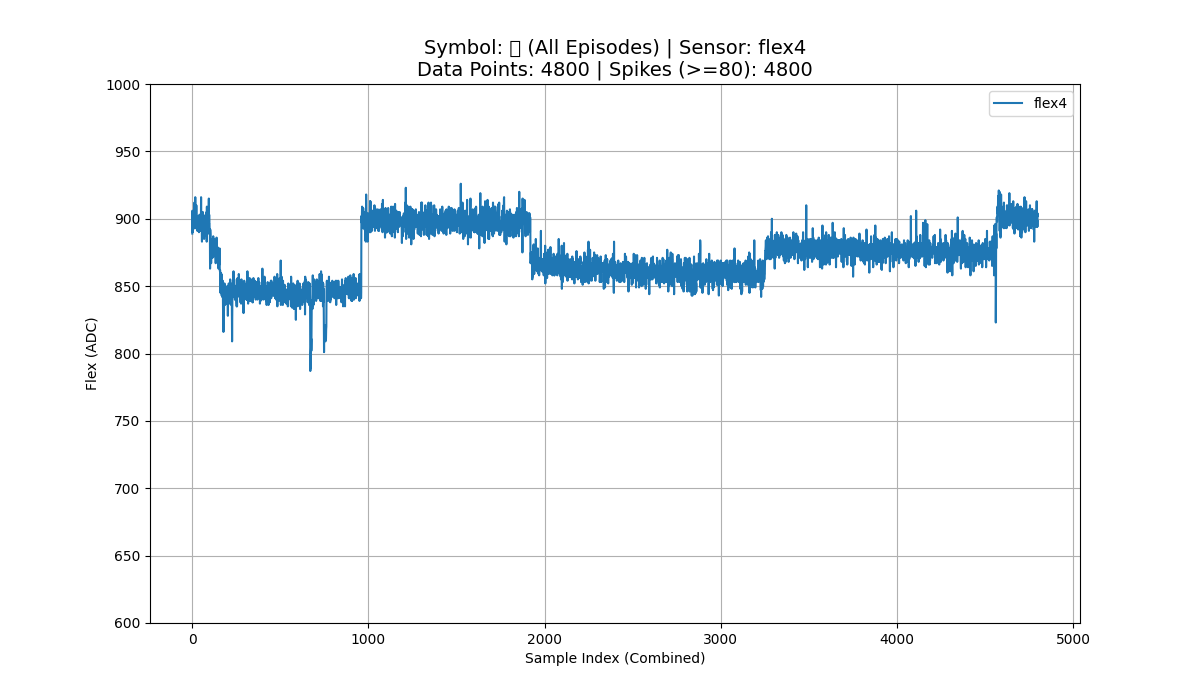 Symbol: (All Episodes) | Sensor: flex4
Data Points: 4800 | Spikes (>=80): 4800
flex4
1000
950
900
850
800
750
700
650
600
Flex (ADC)
0 1000 2000 3000 4000 5000
Sample Index (Combined)